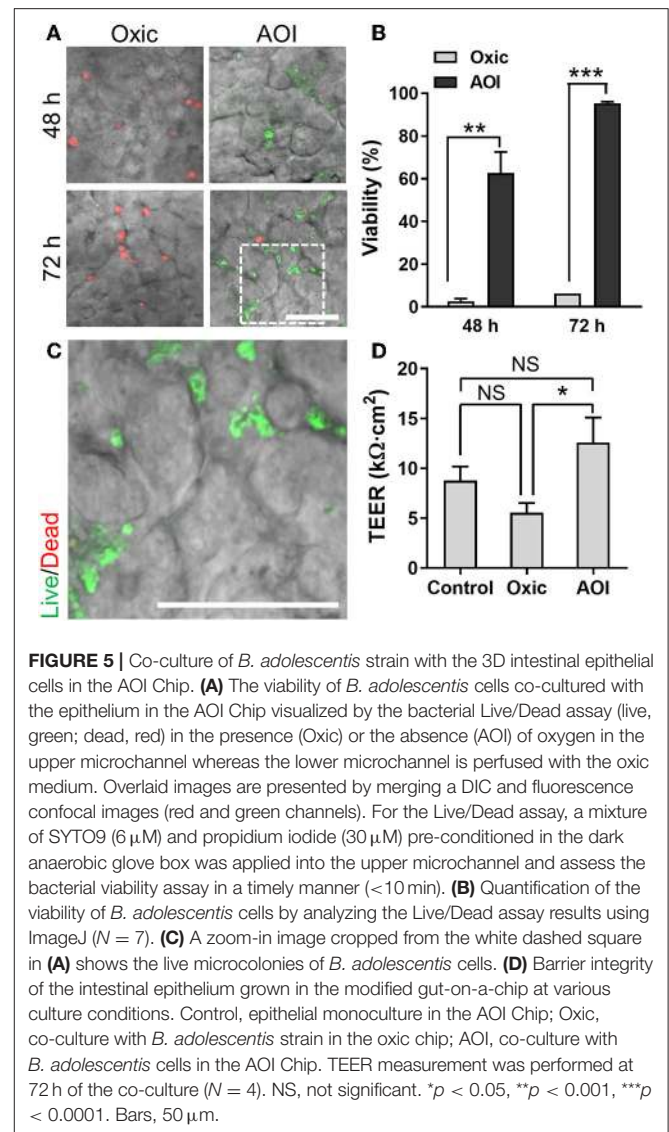 A Oxic AOI
48 h
72 h
B
Oxic
AOI
Viability (%)
100
80
60
40
20
0
**
***
48 h 72 h
C
Live/Dead
D
TEER (kΩ·cm²)
20
15
10
5
0
NS
NS *
Control Oxic AOI
FIGURE 5 | Co-culture of B. adolescentis strain with the 3D intestinal epithelial
cells in the AOI Chip. (A) The viability of B. adolescentis cells co-cultured with
the epithelium in the AOI Chip visualized by the bacterial Live/Dead assay (live,
green; dead, red) in the presence (Oxic) or the absence (AOI) of oxygen in the
upper microchannel whereas the lower microchannel is perfused with the oxic
medium. Overlaid images are presented by merging a DIC and fluorescence
confocal images (red and green channels). For the Live/Dead assay, a mixture
of SYTO9 (6 μM) and propidium iodide (30 μM) pre-conditioned in the dark
anaerobic glove box was applied into the upper microchannel and assess the
bacterial viability assay in a timely manner (<10 min). (B) Quantification of the
viability of B. adolescentis cells by analyzing the Live/Dead assay results using
ImageJ (N = 7). (C) A zoom-in image cropped from the white dashed square
in (A) shows the live microcolonies of B. adolescentis cells. (D) Barrier integrity
of the intestinal epithelium grown in the modified gut-on-a-chip at various
culture conditions. Control, epithelial monoculture in the AOI Chip; Oxic,
co-culture with B. adolescentis strain in the oxic chip; AOI, co-culture with
B. adolescentis cells in the AOI Chip. TEER measurement was performed at
72 h of the co-culture (N = 4). NS, not significant. *p < 0.05, **p < 0.001, ***p
< 0.0001. Bars, 50 μm.